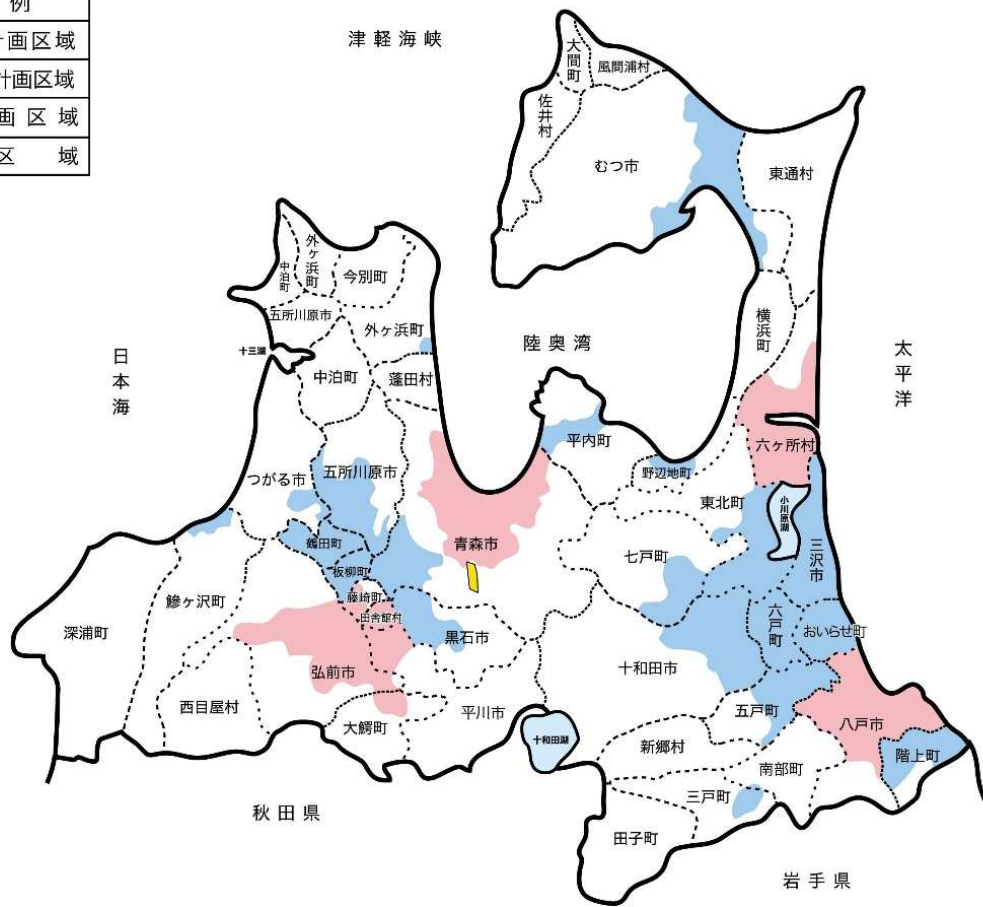 例
計画区域
計画区域
画区域
区域
津軽海峡
大間町
風間浦村
佐井村
むつ市
東通村
外ヶ浜町
中泊町
今別町
五所川原市
外ヶ浜町
横浜町
陸奥湾
太平洋
日本海
十三湖
中泊町
蓬田村
平内町
六ヶ所村
野辺地町
つがる市
五所川原市
東北町
小川原湖
青森市
鶴田町
七戸町
三沢市
板柳町
鰺ヶ沢町
藤崎町
田舎館村
六戸町
おいらせ町
深浦町
黒石市
弘前市
十和田市
西目屋村
平川市
五戸町
八戸市
大鰐町
十和田湖
新郷村
階上町
南部町
三戸町
秋田県
田子町
岩手県